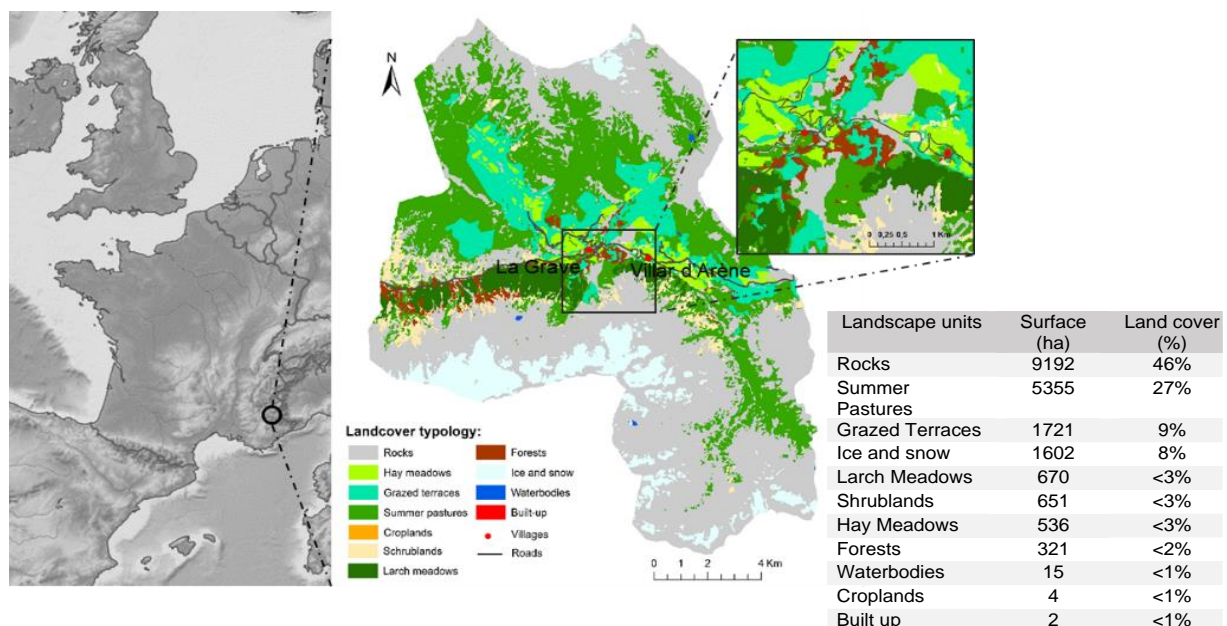 N
La Grave
Villar d'Arène
0 0,25 0,5 1 Km
Landcover typology:
Rocks
Hay meadows
Grazed terraces
Summer pastures
Croplands
Schrublands
Larch meadows
Forests
Ice and snow
Waterbodies
Built-up
Villages
Roads
0 1 2 4 Km
Landscape units Surface Land cover
(ha) (%)
Rocks 9192 46%
Summer 5355 27%
Pastures
Grazed Terraces 1721 9%
Ice and snow 1602 8%
Larch Meadows 670 <3%
Shrublands 651 <3%
Hay Meadows 536 <3%
Forests 321 <2%
Waterbodies 15 <1%
Croplands 4 <1%
Built up 2 <1%